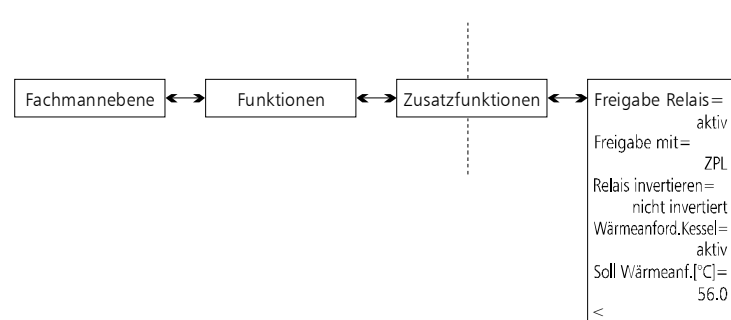 Fachmannebene
Funktionen
Zusatzfunktionen
Freigabe Relais=
aktiv
Freigabe mit=
ZPL
Relais invertieren=
nicht invertiert
Wärmeanford.Kessel=
aktiv
Soll Wärmeanf.[°C]=
56.0
<